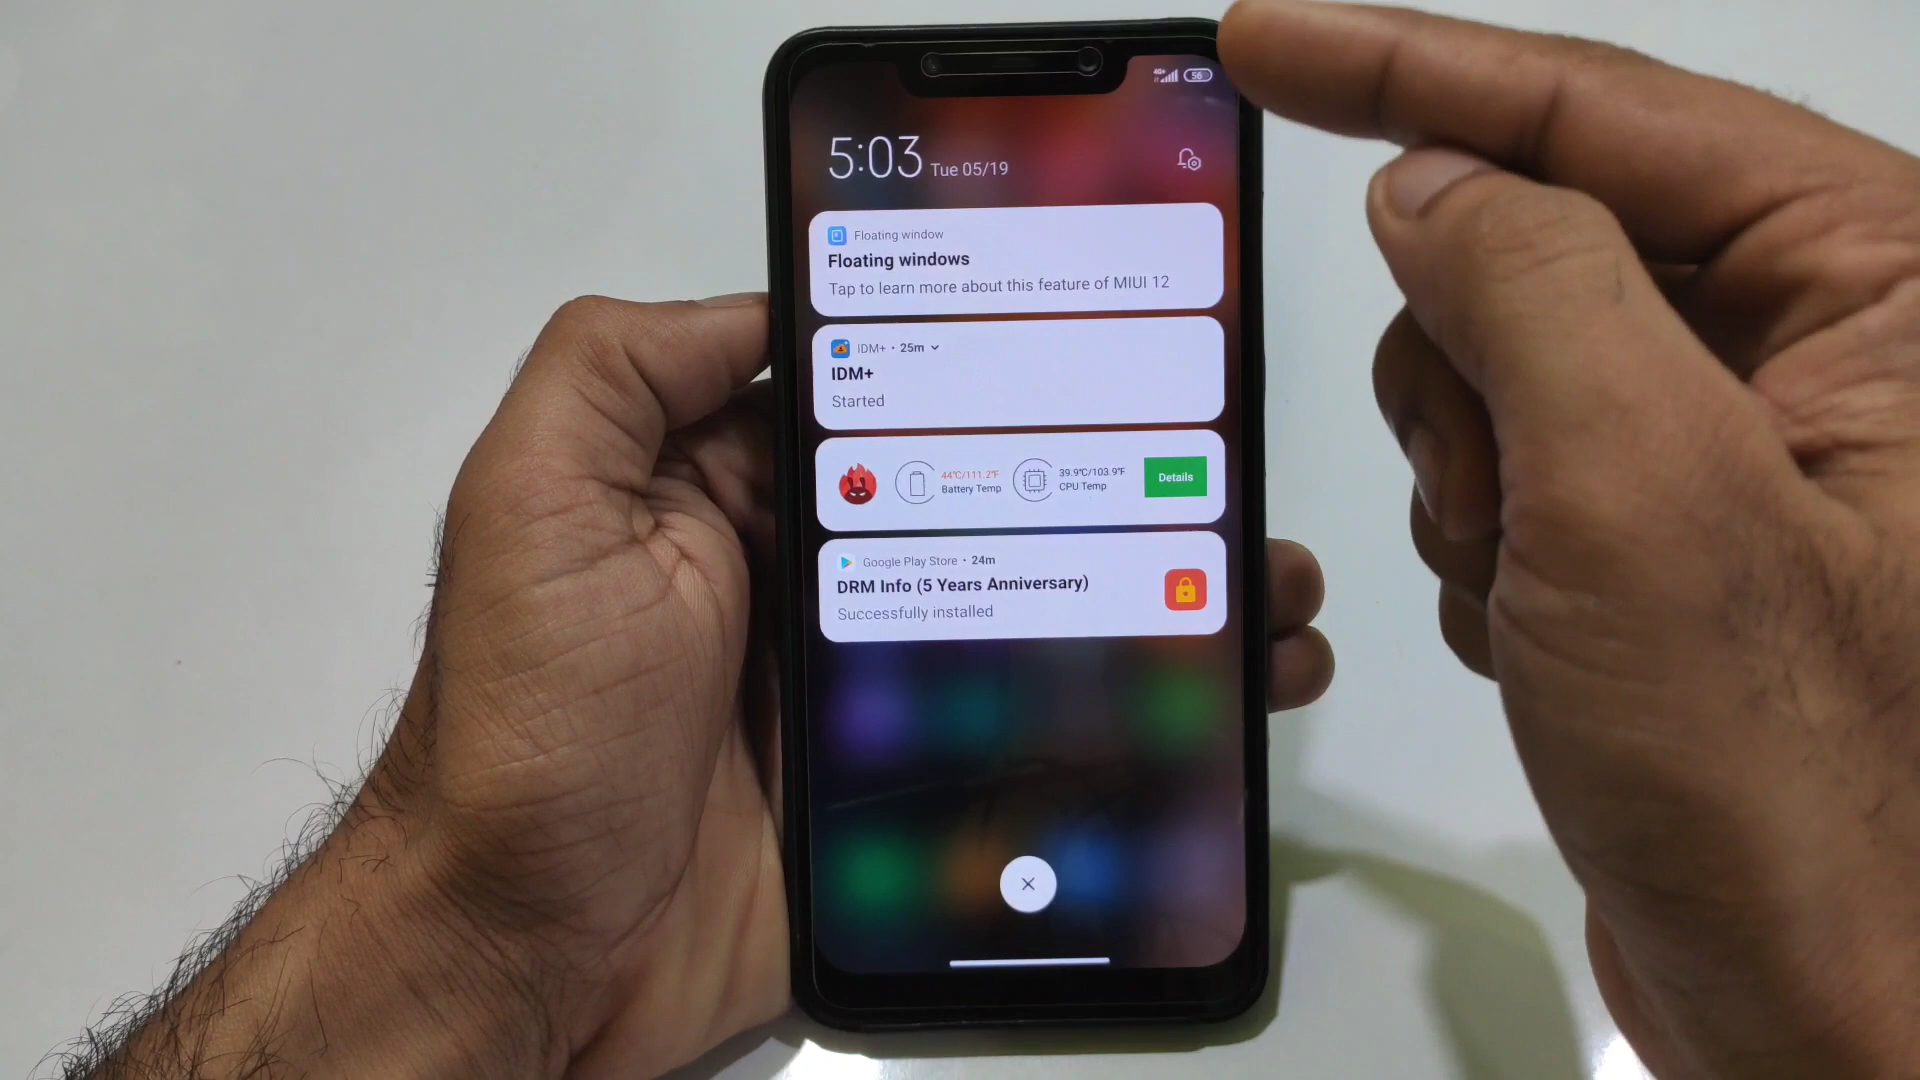 4G+
56
5:03 Tue 05/19
Floating window
Floating windows
Tap to learn more about this feature of MIUI 12
IDM+ • 25m
IDM+
Started
44℃/111.2℉
Battery Temp
39.9℃/103.9℉
CPU Temp
Details
Google Play Store • 24m
DRM Info (5 Years Anniversary)
Successfully installed